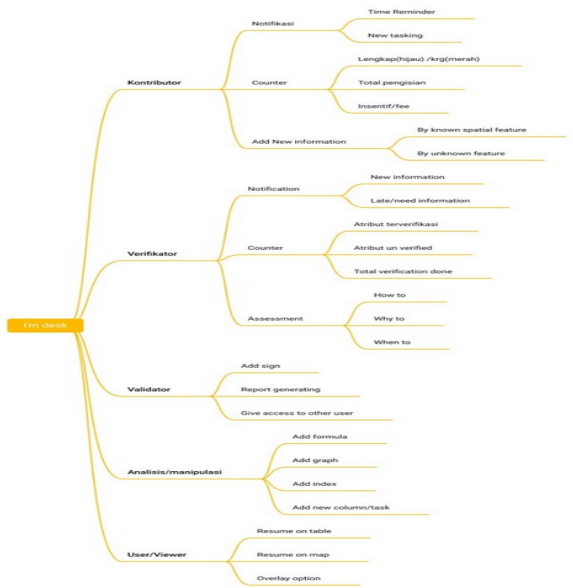 I'm desk
Kontributor
Notifikasi
Time Reminder
New tasking
Counter
Lengkap(hijau) /krg(merah)
Total pengisian
Insentif/fee
Add New information
By known spatial feature
By unknown feature
Verifikator
Notification
New information
Late/need information
Counter
Atribut terverifikasi
Atribut un verified
Total verification done
Assessment
How to
Why to
When to
Validator
Add sign
Report generating
Give access to other user
Analisis/manipulasi
Add formula
Add graph
Add index
Add new column/task
User/Viewer
Resume on table
Resume on map
Overlay option